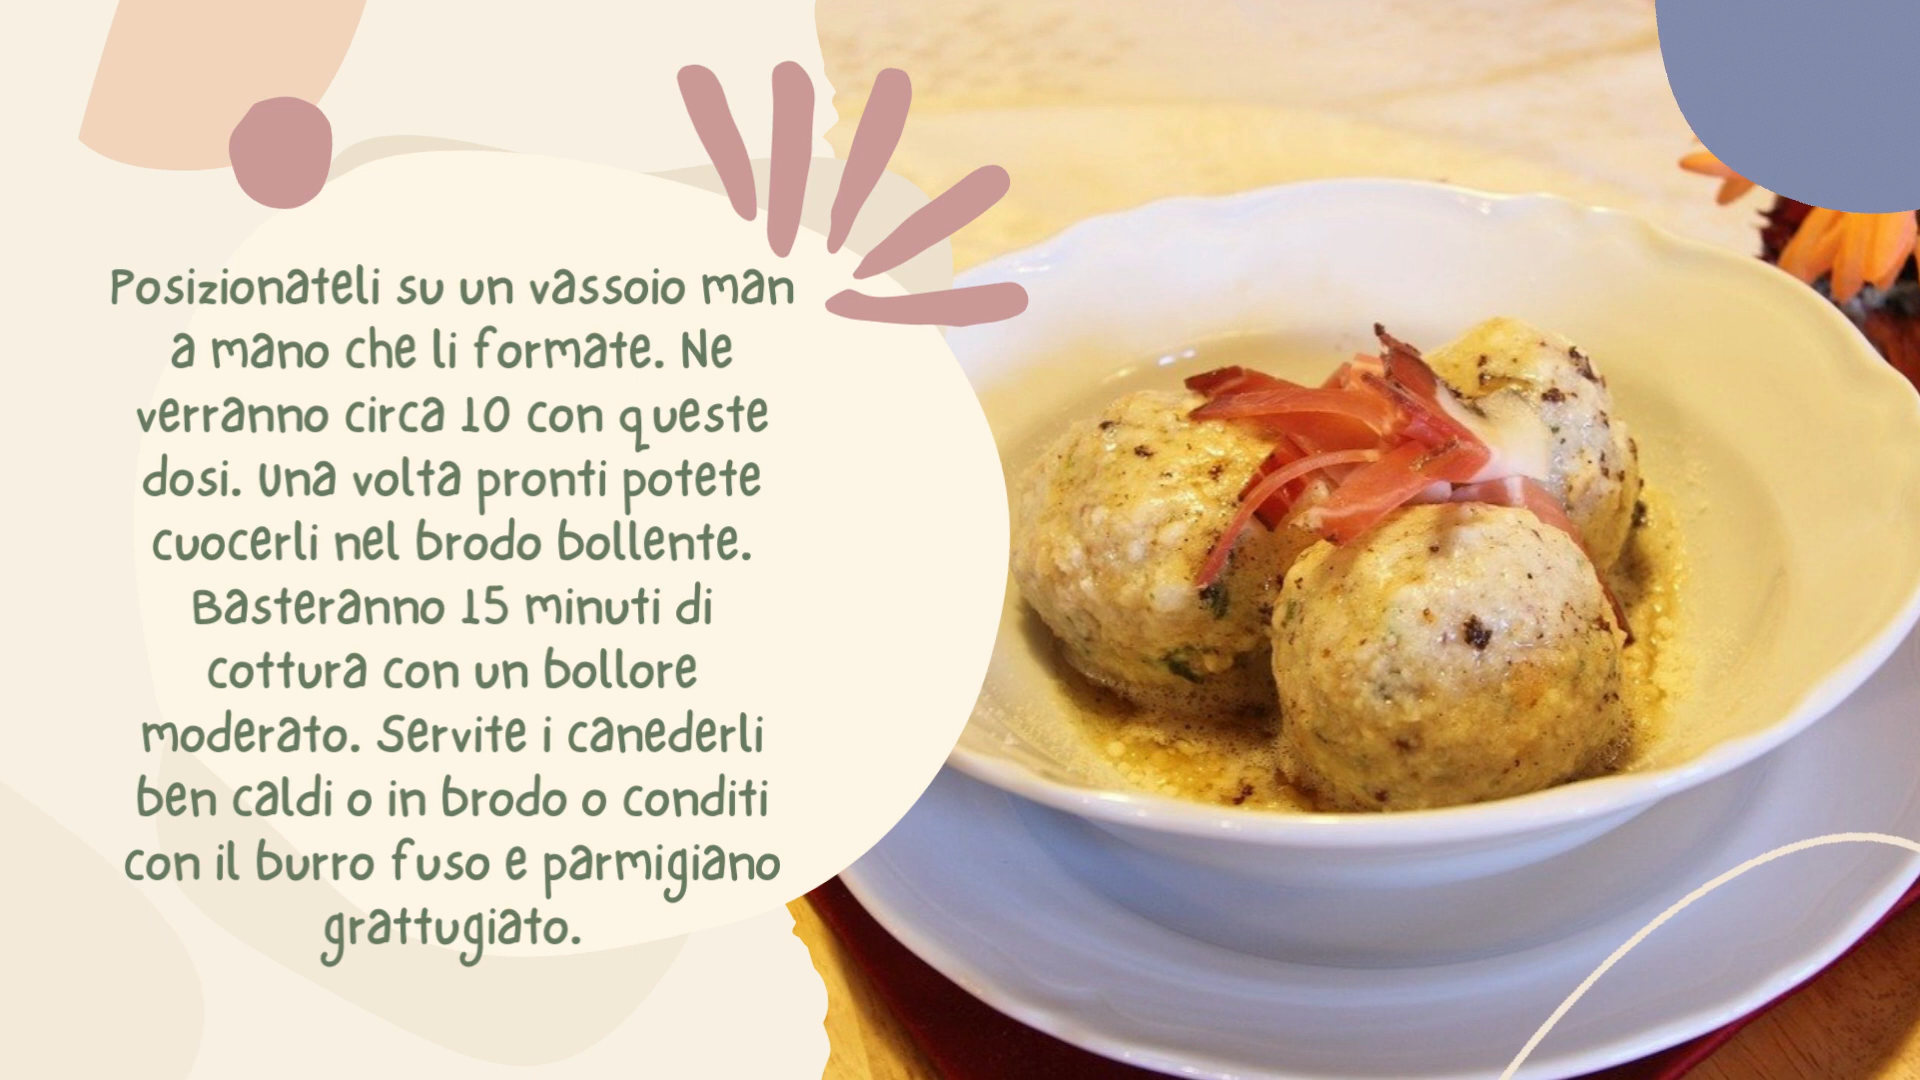 Posizionateli su un vassoio man
a mano che li formate. Ne
verranno circa 10 con queste
dosi. Una volta pronti potete
cuocerli nel brodo bollente.
Basteranno 15 minuti di
cottura con un bollore
moderato. Servite i canederli
ben caldi o in brodo o conditi
con il burro fuso e parmigiano
grattugiato.